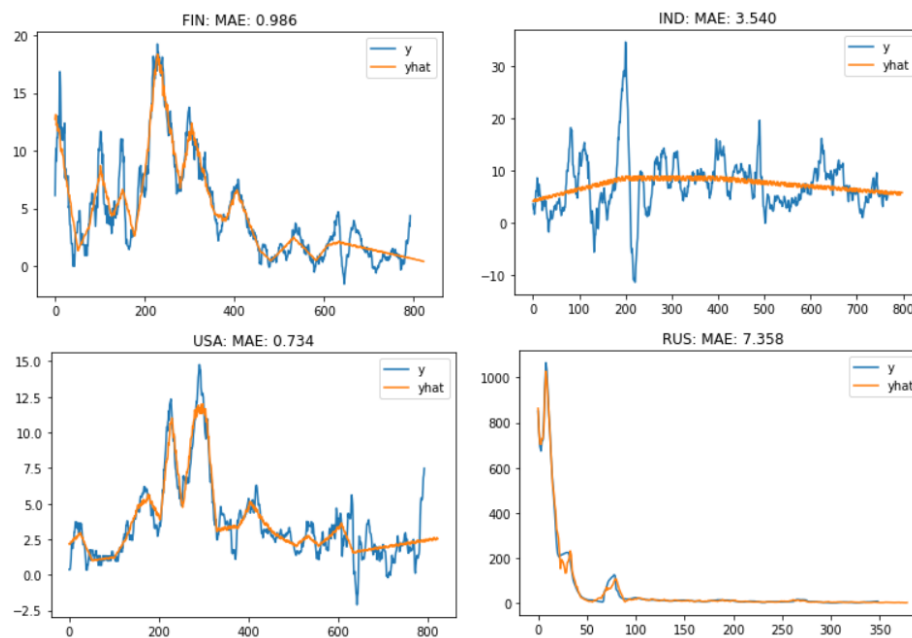 FIN: MAE: 0.986
20
15
10
5
0
0 200 400 600 800
y
yhat
IND: MAE: 3.540
30
20
10
0
−10
0 100 200 300 400 500 600 700 800
y
yhat
USA: MAE: 0.734
15.0
12.5
10.0
7.5
5.0
2.5
0.0
−2.5
0 200 400 600 800
y
yhat
RUS: MAE: 7.358
1000
800
600
400
200
0
0 50 100 150 200 250 300 350
y
yhat